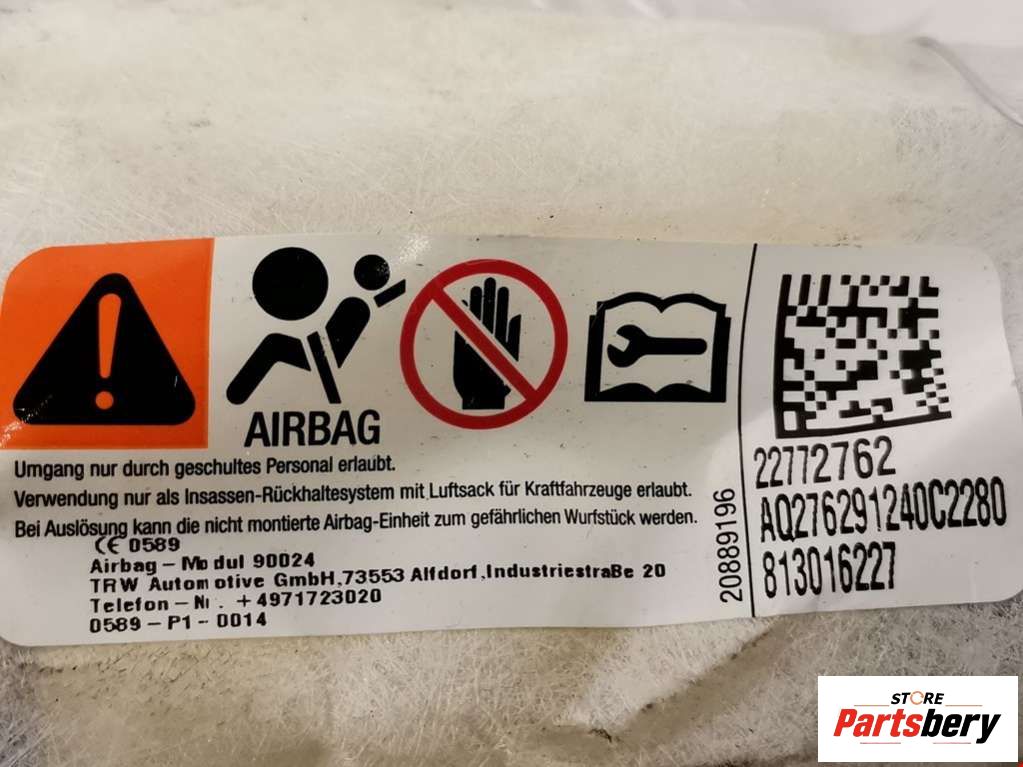 AIRBAG
Umgang nur durch geschultes Personal erlaubt.
Verwendung nur als Insassen-Rückhaltesystem mit Luftsack für Kraftfahrzeuge erlaubt.
Bei Auslösung kann die nicht montierte Airbag-Einheit zum gefährlichen Wurfstück werden.
CE 0589
Airbag-Modul 90024
TRW Automotive GmbH,73553 Alfdorf,Industriestraße 20
Telefon-Nr. +4971723020
0589-P1-0014
20889196
22772762
AQ276291240C2280
813016227
STORE
Partsbery